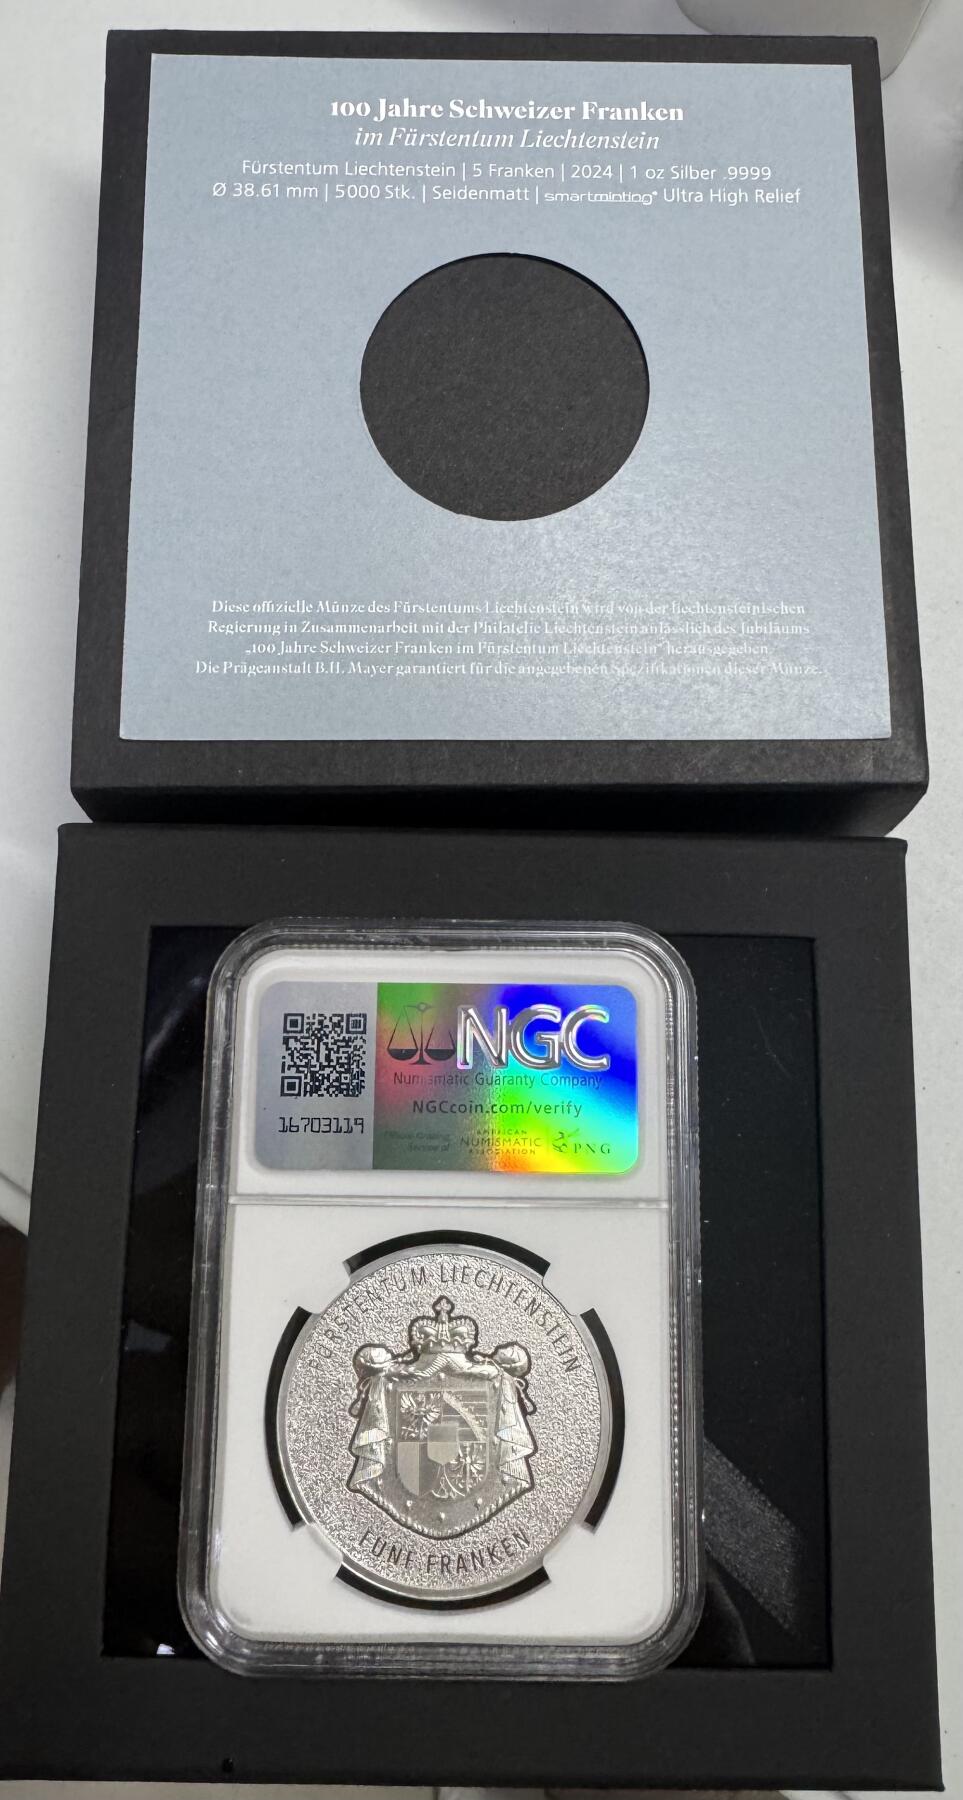 100 Jahre Schweizer Franken
im Fürstentum Liechtenstein
Fürstentum Liechtenstein | 5 Franken | 2024 | 1 oz Silber .9999
Ø 38.61 mm | 5000 Stk. | Seidenmatt | smartminting® Ultra High Relief
Diese offizielle Münze des Fürstentums Liechtenstein wird von der liechtensteinischen
Regierung in Zusammenarbeit mit der Philatelie Liechtenstein anlässlich des Jubiläums
„100 Jahre Schweizer Franken im Fürstentum Liechtenstein“ herausgegeben.
Die Prägeanstalt B.H. Mayer garantiert für die angegebenen Spezifikationen dieser Münze.
NGC
Numismatic Guaranty Company
NGCcoin.com/verify
16703119
Official Grading
Service of
AMERICAN
NUMISMATIC
ASSOCIATION
PNG
FÜRSTENTUM LIECHTENSTEIN
FÜNF FRANKEN